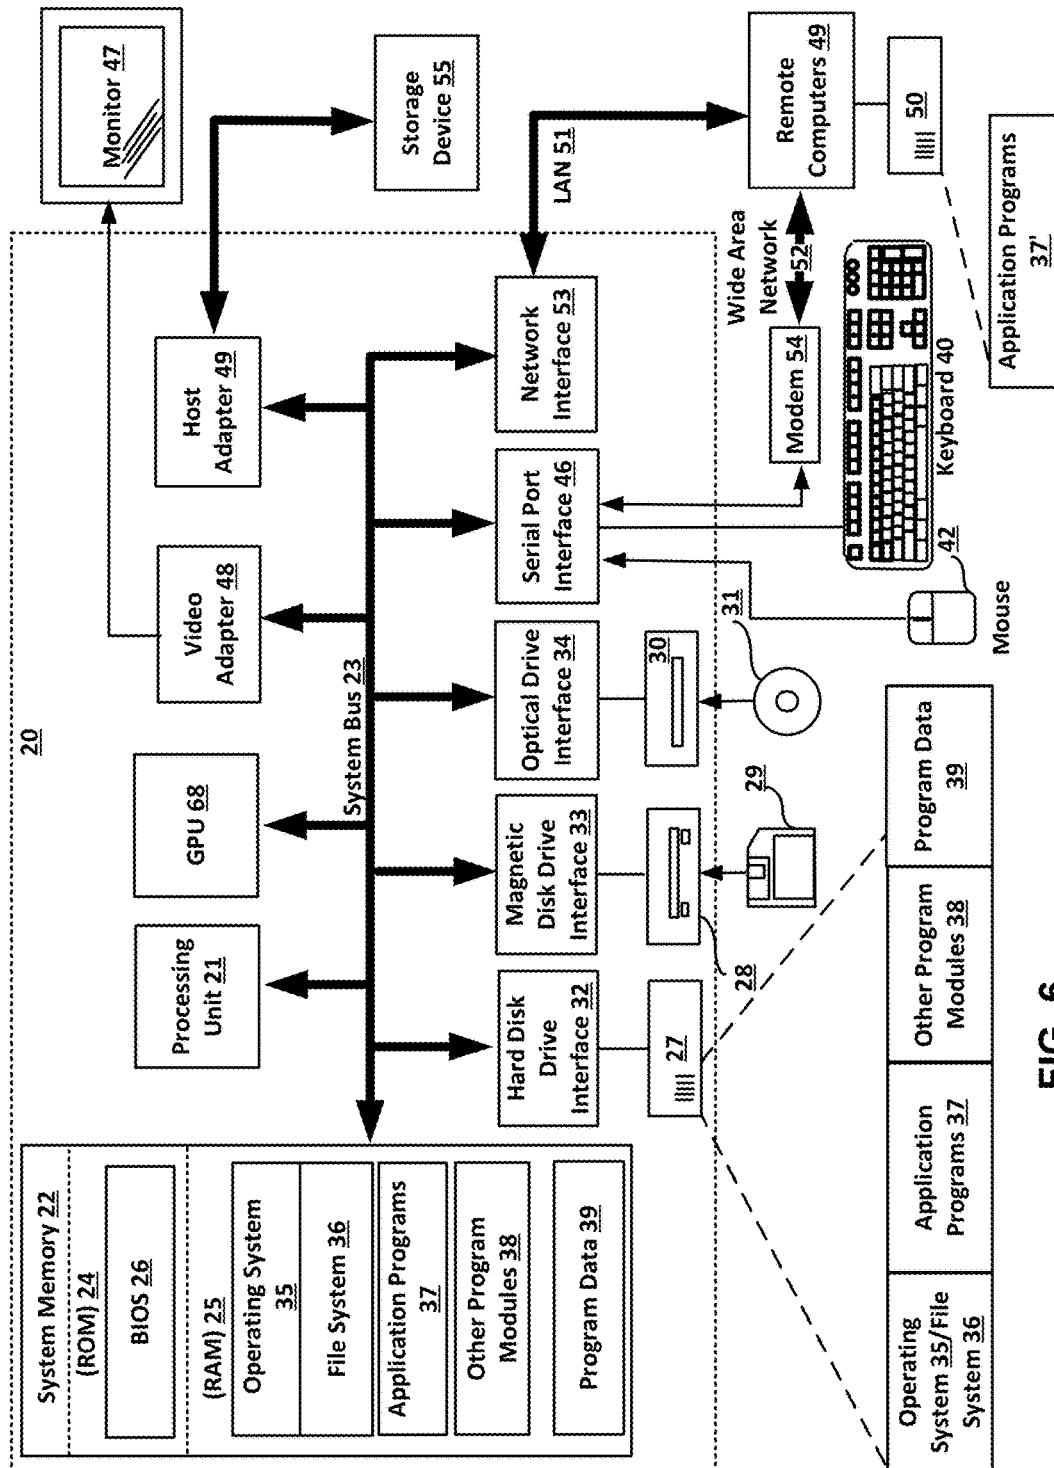 20
System Memory 22
(ROM) 24
BIOS 26
(RAM) 25
Operating System
35
File System 36
Application Programs
37
Other Program
Modules 38
Program Data 39
Processing
Unit 21
GPU 68
Video
Adapter 48
Host
Adapter 49
Monitor 47
System Bus 23
Storage
Device 55
Hard Disk
Drive
Interface 32
Magnetic
Disk Drive
Interface 33
Optical Drive
Interface 34
Serial Port
Interface 46
Network
Interface 53
LAN 51
27
28
29
30
31
Wide Area
Network
52
Modem 54
Remote
Computers 49
50
Keyboard 40
42
Mouse
Operating
System 35/File
System 36
Application
Programs 37
Other Program
Modules 38
Program Data
39
Application Programs
37'
FIG. 6